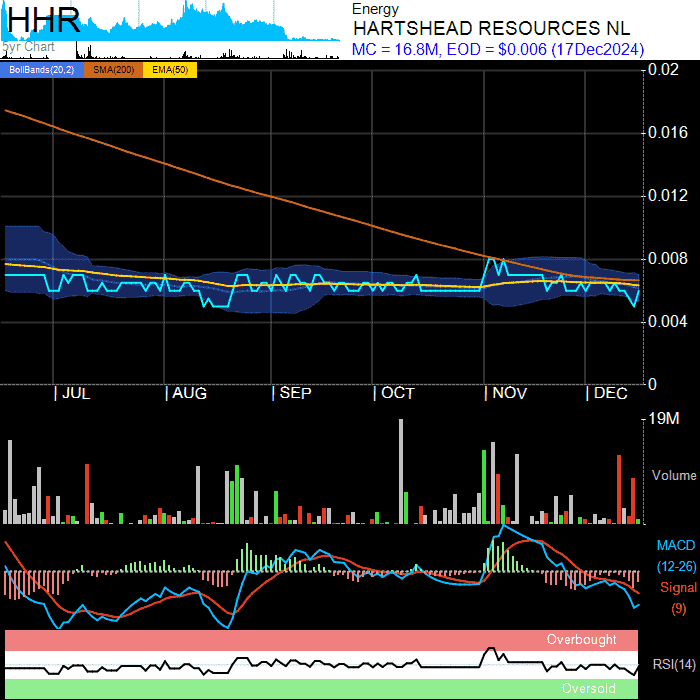 HHR
5yr Chart
Energy
HARTSHEAD RESOURCES NL
MC = 16.8M, EOD = $0.006 (17Dec2024)
BollBands(20,2) SMA(200) EMA(50)
0.02
0.016
0.012
0.008
0.004
0
JUL AUG SEP OCT NOV DEC
19M
Volume
MACD
(12-26)
Signal
(9)
Overbought
RSI(14)
Oversold